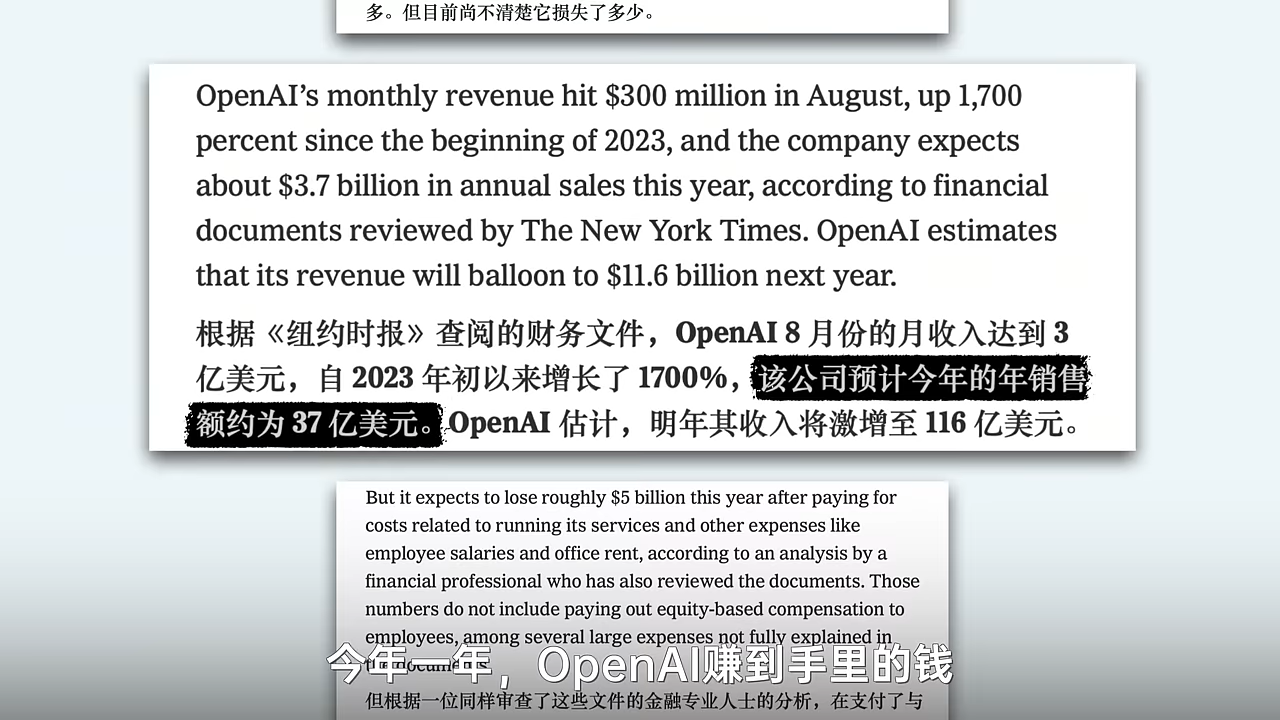 多。但目前尚不清楚它损失了多少。
OpenAI’s monthly revenue hit $300 million in August, up 1,700
percent since the beginning of 2023, and the company expects
about $3.7 billion in annual sales this year, according to financial
documents reviewed by The New York Times. OpenAI estimates
that its revenue will balloon to $11.6 billion next year.
根据《纽约时报》查阅的财务文件，OpenAI 8 月份的月收入达到 3
亿美元，自 2023 年初以来增长了 1700%，该公司预计今年的年销售
额约为 37 亿美元。OpenAI 估计，明年其收入将激增至 116 亿美元。
But it expects to lose roughly $5 billion this year after paying for
costs related to running its services and other expenses like
employee salaries and office rent, according to an analysis by a
financial professional who has also reviewed the documents. Those
numbers do not include paying out equity-based compensation to
employees, among several large expenses not fully explained in
the documents.
今年一年，OpenAI赚到手里的钱
但根据一位同样审查了这些文件的金融专业人士的分析，在支付了与